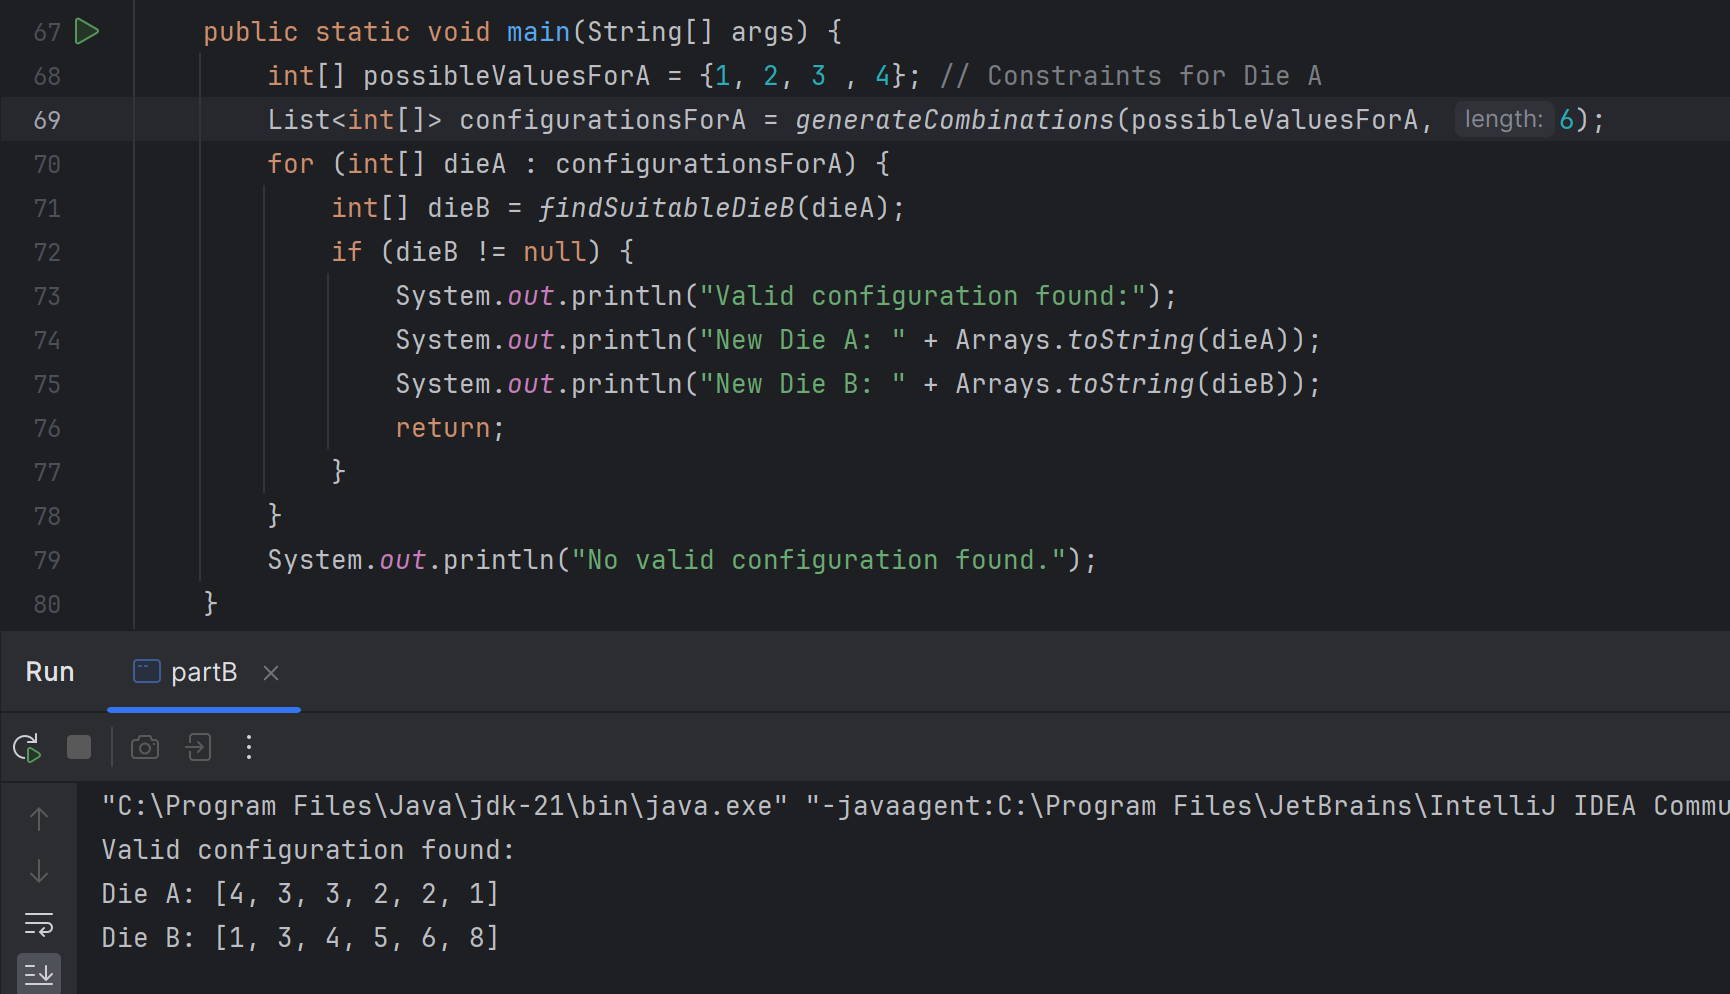 67 public static void main(String[] args) {
68 int[] possibleValuesForA = {1, 2, 3 , 4}; // Constraints for Die A
69 List<int[]> configurationsForA = generateCombinations(possibleValuesForA, length: 6);
70 for (int[] dieA : configurationsForA) {
71 int[] dieB = findSuitableDieB(dieA);
72 if (dieB != null) {
73 System.out.println("Valid configuration found:");
74 System.out.println("New Die A: " + Arrays.toString(dieA));
75 System.out.println("New Die B: " + Arrays.toString(dieB));
76 return;
77 }
78 }
79 System.out.println("No valid configuration found.");
80 }
Run partB
"C:\Program Files\Java\jdk-21\bin\java.exe" "-javaagent:C:\Program Files\JetBrains\IntelliJ IDEA Commu
Valid configuration found:
Die A: [4, 3, 3, 2, 2, 1]
Die B: [1, 3, 4, 5, 6, 8]